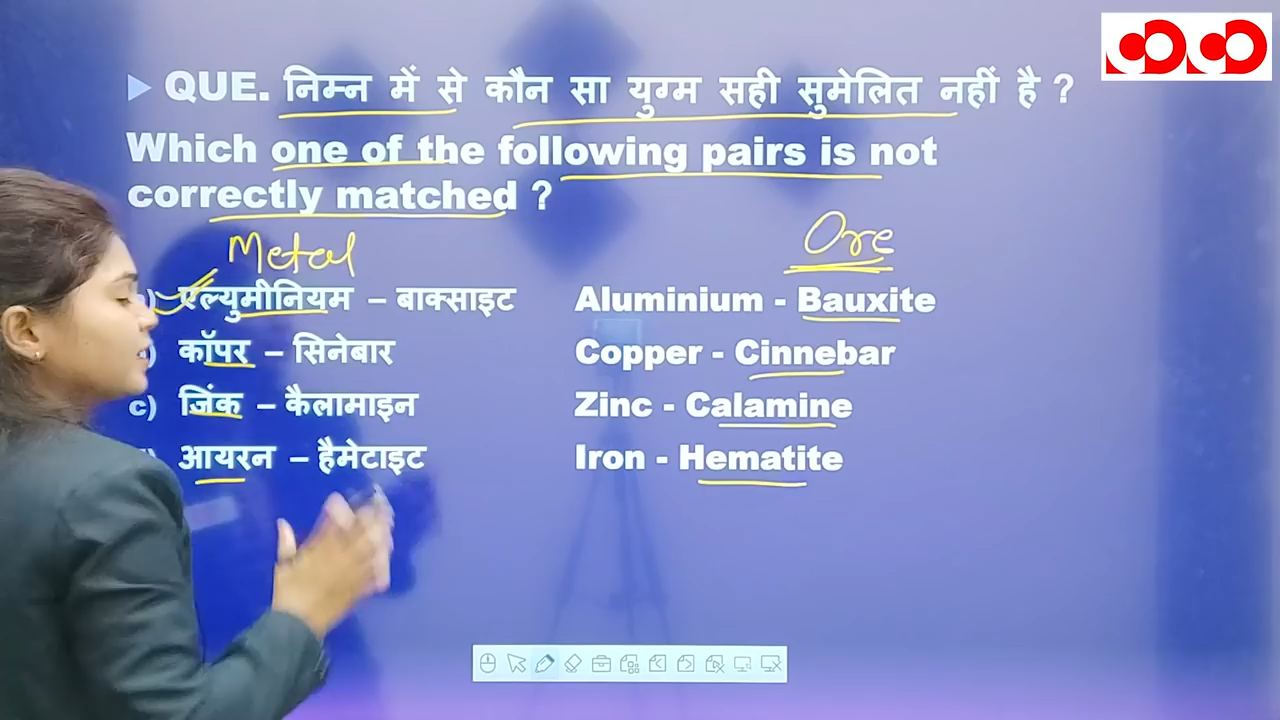 QUE. निम्न में से कौन सा युग्म सही सुमेलित नहीं है ?
Which one of the following pairs is not
correctly matched ?
Metal Ore
एल्युमीनियम – बाक्साइट Aluminium - Bauxite
कॉपर – सिनेबार Copper - Cinnebar
c) जिंक – कैलामाइन Zinc - Calamine
आयरन – हैमेटाइट Iron - Hematite